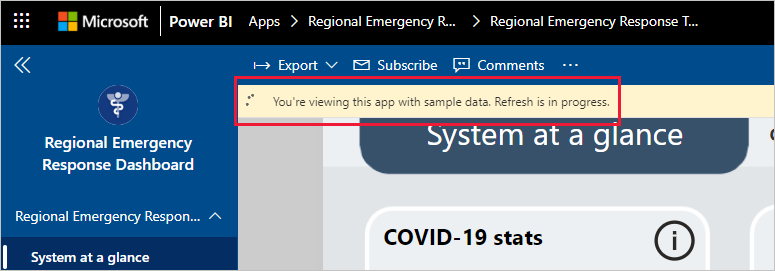 Microsoft Power BI Apps Regional Emergency R... Regional Emergency Response T...
Export Subscribe Comments ...
You're viewing this app with sample data. Refresh is in progress.
Regional Emergency
Response Dashboard
System at a glance
Regional Emergency Respon...
COVID-19 stats
System at a glance